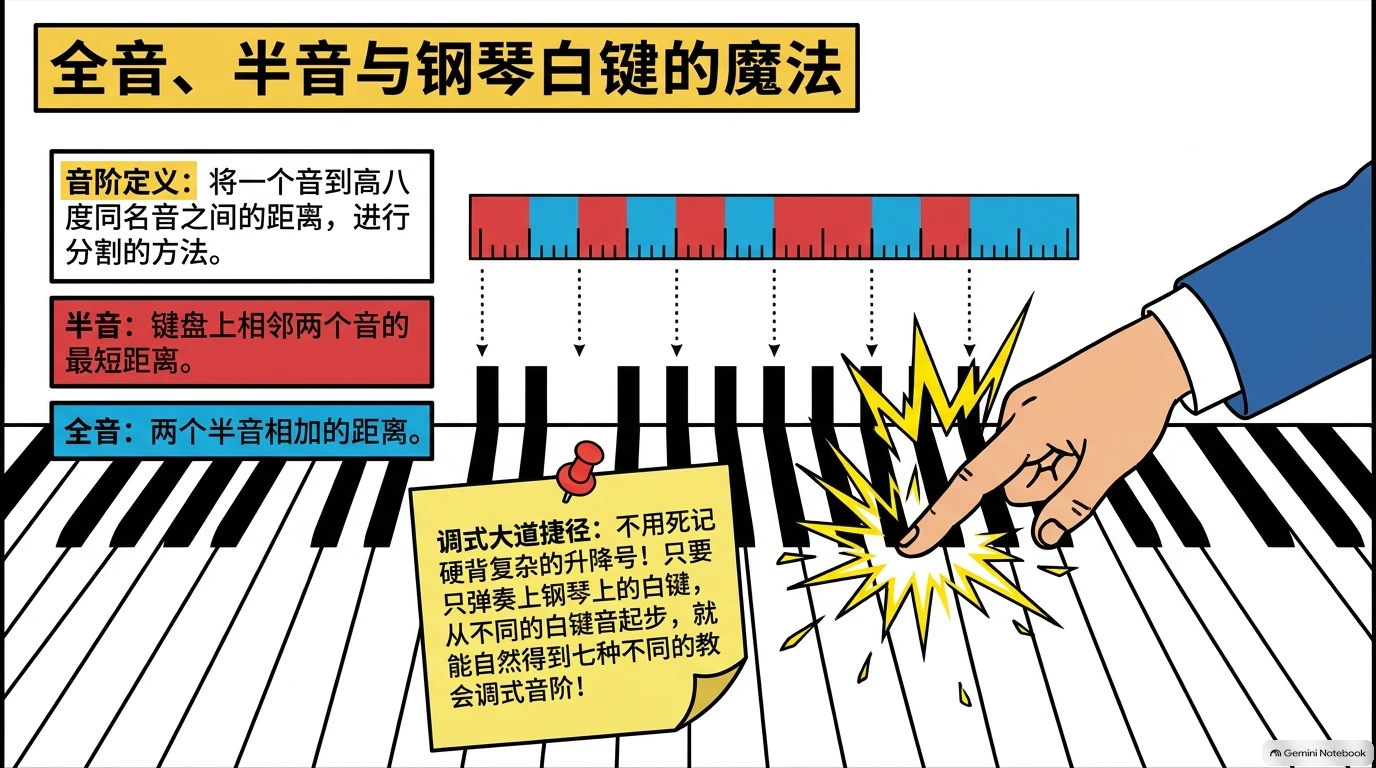 全音、半音与钢琴白键的魔法
音阶定义：将一个音到高八
度同名音之间的距离，进行
分割的方法。
半音：键盘上相邻两个音的
最短距离。
全音：两个半音相加的距离。
调式大道捷径：不用死记
硬背复杂的升降号！只要
只弹奏上钢琴上的白键，
从不同的白键音起步，就
能自然得到七种不同的教
会调式音阶！
Gemini Notebook